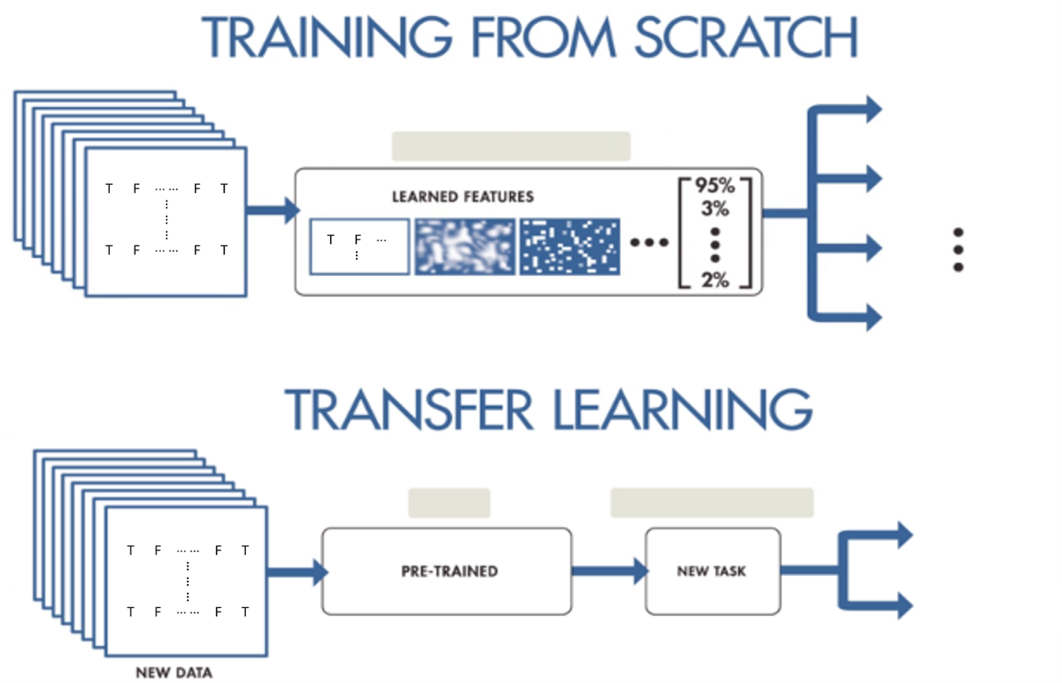 TRAINING FROM SCRATCH
T F ... ... F T
⋮
⋮
T F ... ... F T
LEARNED FEATURES
T F ...
⋮
...
95%
3%
⋮
2%
⋮
TRANSFER LEARNING
T F ... ... F T
⋮
⋮
T F ... ... F T
NEW DATA
PRE-TRAINED
NEW TASK